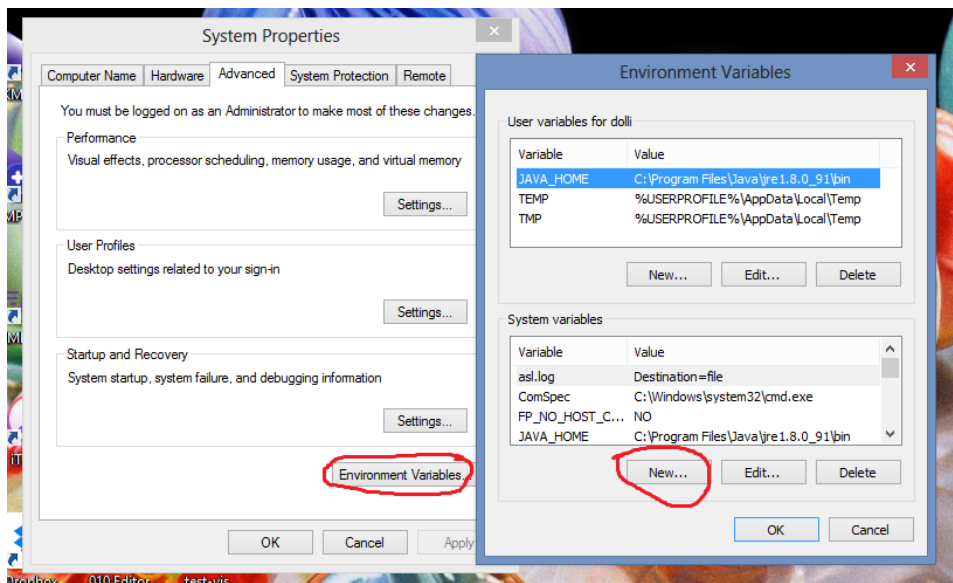 System Properties
Computer Name Hardware Advanced System Protection Remote
You must be logged on as an Administrator to make most of these changes.
Performance
Visual effects, processor scheduling, memory usage, and virtual memory
Settings...
User Profiles
Desktop settings related to your sign-in
Settings...
Startup and Recovery
System startup, system failure, and debugging information
Settings...
Environment Variables...
OK Cancel Apply
Environment Variables
User variables for dolli
Variable Value
JAVA_HOME C:\Program Files\Java\jre1.8.0_91\bin
TEMP %USERPROFILE%\AppData\Local\Temp
TMP %USERPROFILE%\AppData\Local\Temp
New... Edit... Delete
System variables
Variable Value
asl.log Destination=file
ComSpec C:\Windows\system32\cmd.exe
FP_NO_HOST_C... NO
JAVA_HOME C:\Program Files\Java\jre1.8.0_91\bin
New... Edit... Delete
OK Cancel
Dropbox 010 Editor test-vis